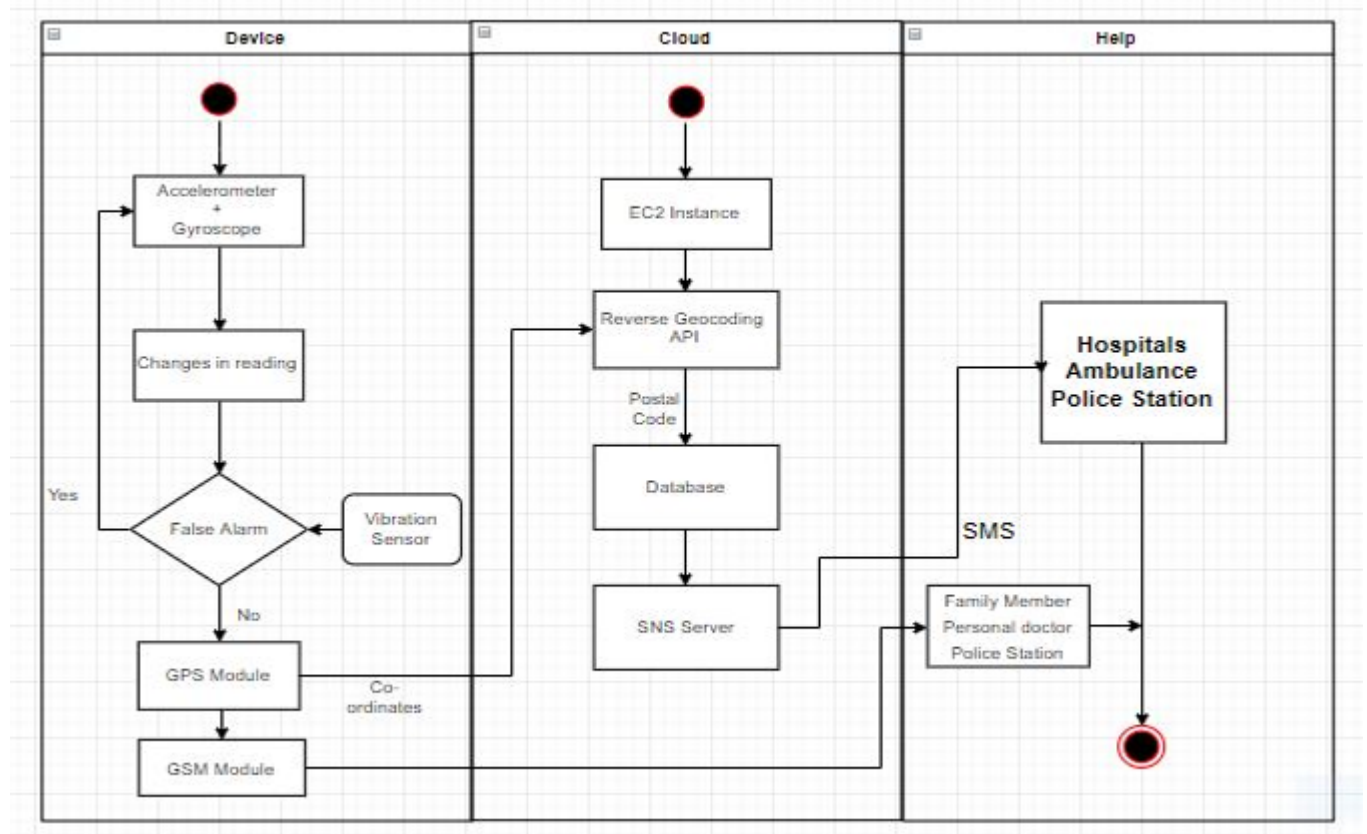 Device
Cloud
Help
Accelerometer
+
Gyroscope
Changes in reading
Yes
False Alarm
Vibration
Sensor
No
GPS Module
Co-
ordinates
GSM Module
EC2 Instance
Reverse Geocoding
API
Postal
Code
Database
SNS Server
SMS
Hospitals
Ambulance
Police Station
Family Member
Personal doctor
Police Station